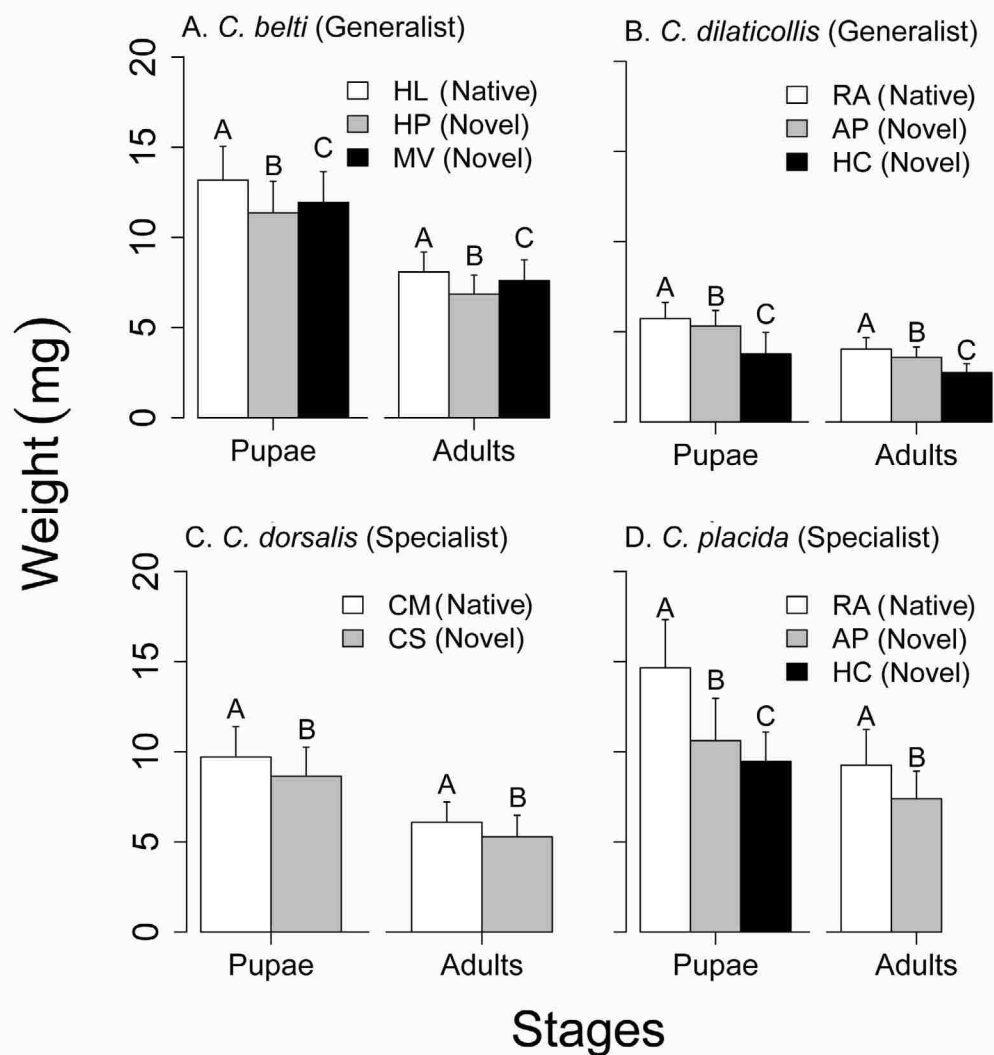 A. C. belti (Generalist)
HL (Native)
HP (Novel)
MV (Novel)
20
15
10
5
0
A
B
C
A
B
C
Pupae
Adults
B. C. dilaticollis (Generalist)
RA (Native)
AP (Novel)
HC (Novel)
A
B
C
A
B
C
Pupae
Adults
Weight (mg)
C. C. dorsalis (Specialist)
CM (Native)
CS (Novel)
20
15
10
5
0
A
B
A
B
Pupae
Adults
D. C. placida (Specialist)
RA (Native)
AP (Novel)
HC (Novel)
A
B
C
A
B
Pupae
Adults
Stages